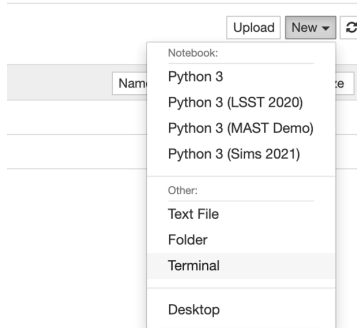 Upload New
Notebook:
Python 3
Nam
Python 3 (LSST 2020)
Python 3 (MAST Demo)
Python 3 (Sims 2021)
Other:
Text File
Folder
Terminal
Desktop